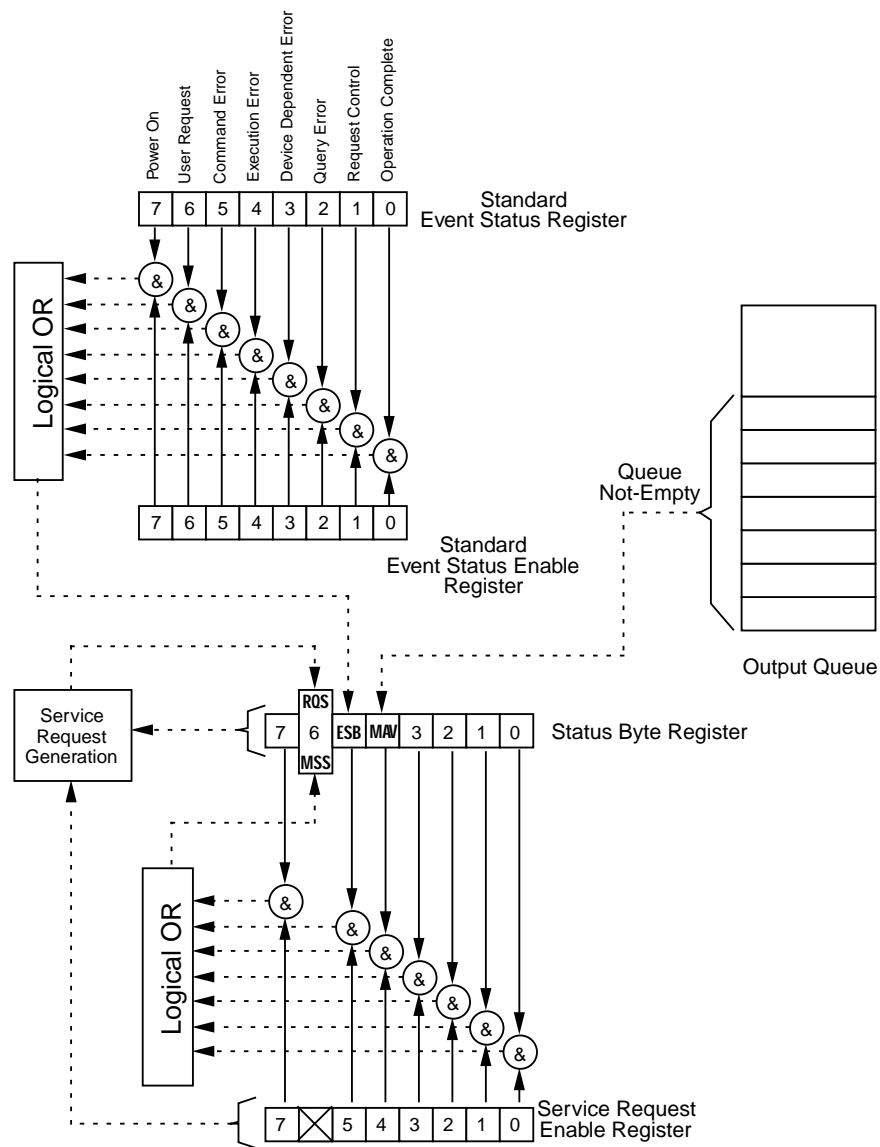 Power On
User Request
Command Error
Execution Error
Device Dependent Error
Query Error
Request Control
Operation Complete
7 6 5 4 3 2 1 0
Standard
Event Status Register
Logical OR
&
&
&
&
&
&
&
&
7 6 5 4 3 2 1 0
Standard
Event Status Enable
Register
Queue
Not-Empty
Output Queue
Service
Request
Generation
RQS
7 6 ESB MAV 3 2 1 0
MSS
Status Byte Register
Logical OR
&
&
&
&
&
&
&
7 5 4 3 2 1 0
Service Request
Enable Register